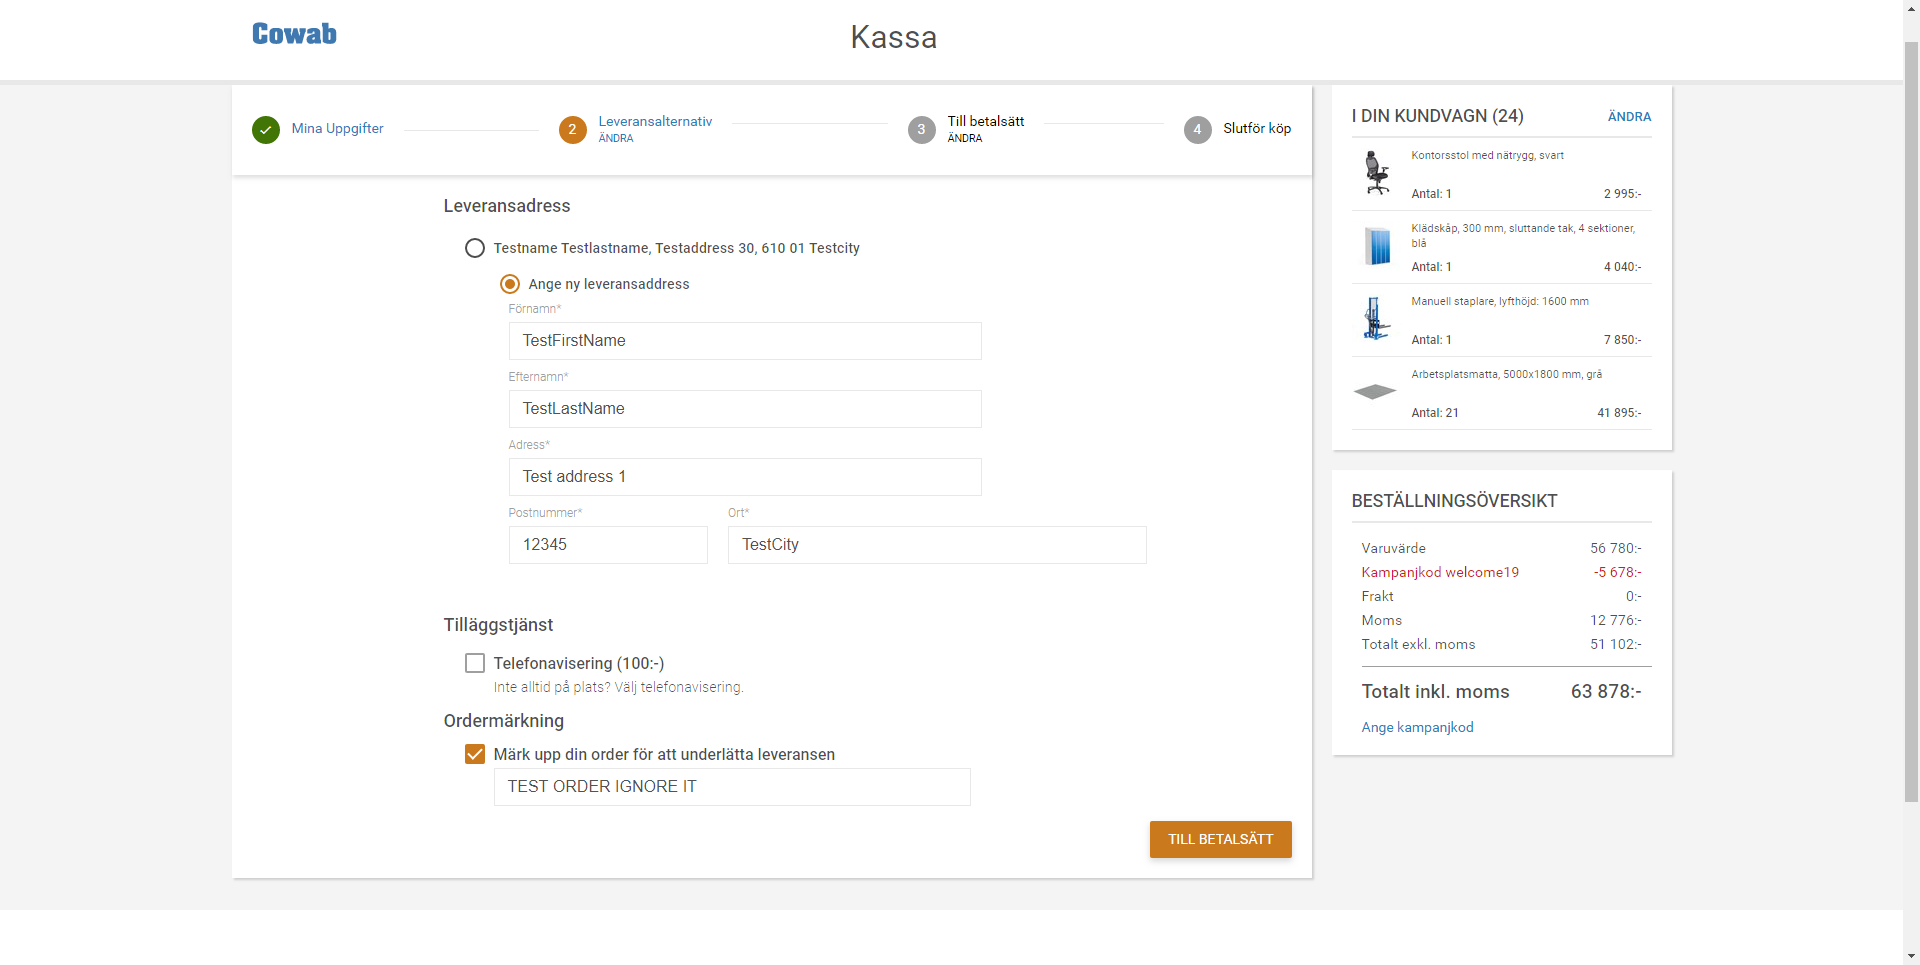 Cowab
Kassa
Mina Uppgifter
2
Leveransalternativ
ÄNDRA
3
Till betalsätt
ÄNDRA
4
Slutför köp
Leveransadress
Testname Testlastname, Testaddress 30, 610 01 Testcity
Ange ny leveransaddress
Förnamn*
TestFirstName
Efternamn*
TestLastName
Adress*
Test address 1
Postnummer* Ort*
12345 TestCity
Tilläggstjänst
Telefonavisering (100:-)
Inte alltid på plats? Välj telefonavisering.
Ordermärkning
Märk upp din order för att underlätta leveransen
TEST ORDER IGNORE IT
TILL BETALSÄTT
I DIN KUNDVAGN (24) ÄNDRA
Kontorsstol med nätrygg, svart
Antal: 1 2 995:-
Klädskåp, 300 mm, sluttande tak, 4 sektioner,
blå
Antal: 1 4 040:-
Manuell staplare, lyfthöjd: 1600 mm
Antal: 1 7 850:-
Arbetsplatsmatta, 5000x1800 mm, grå
Antal: 21 41 895:-
BESTÄLLNINGSÖVERSIKT
Varuvärde 56 780:-
Kampanjkod welcome19 -5 678:-
Frakt 0:-
Moms 12 776:-
Totalt exkl. moms 51 102:-
Totalt inkl. moms 63 878:-
Ange kampanjkod